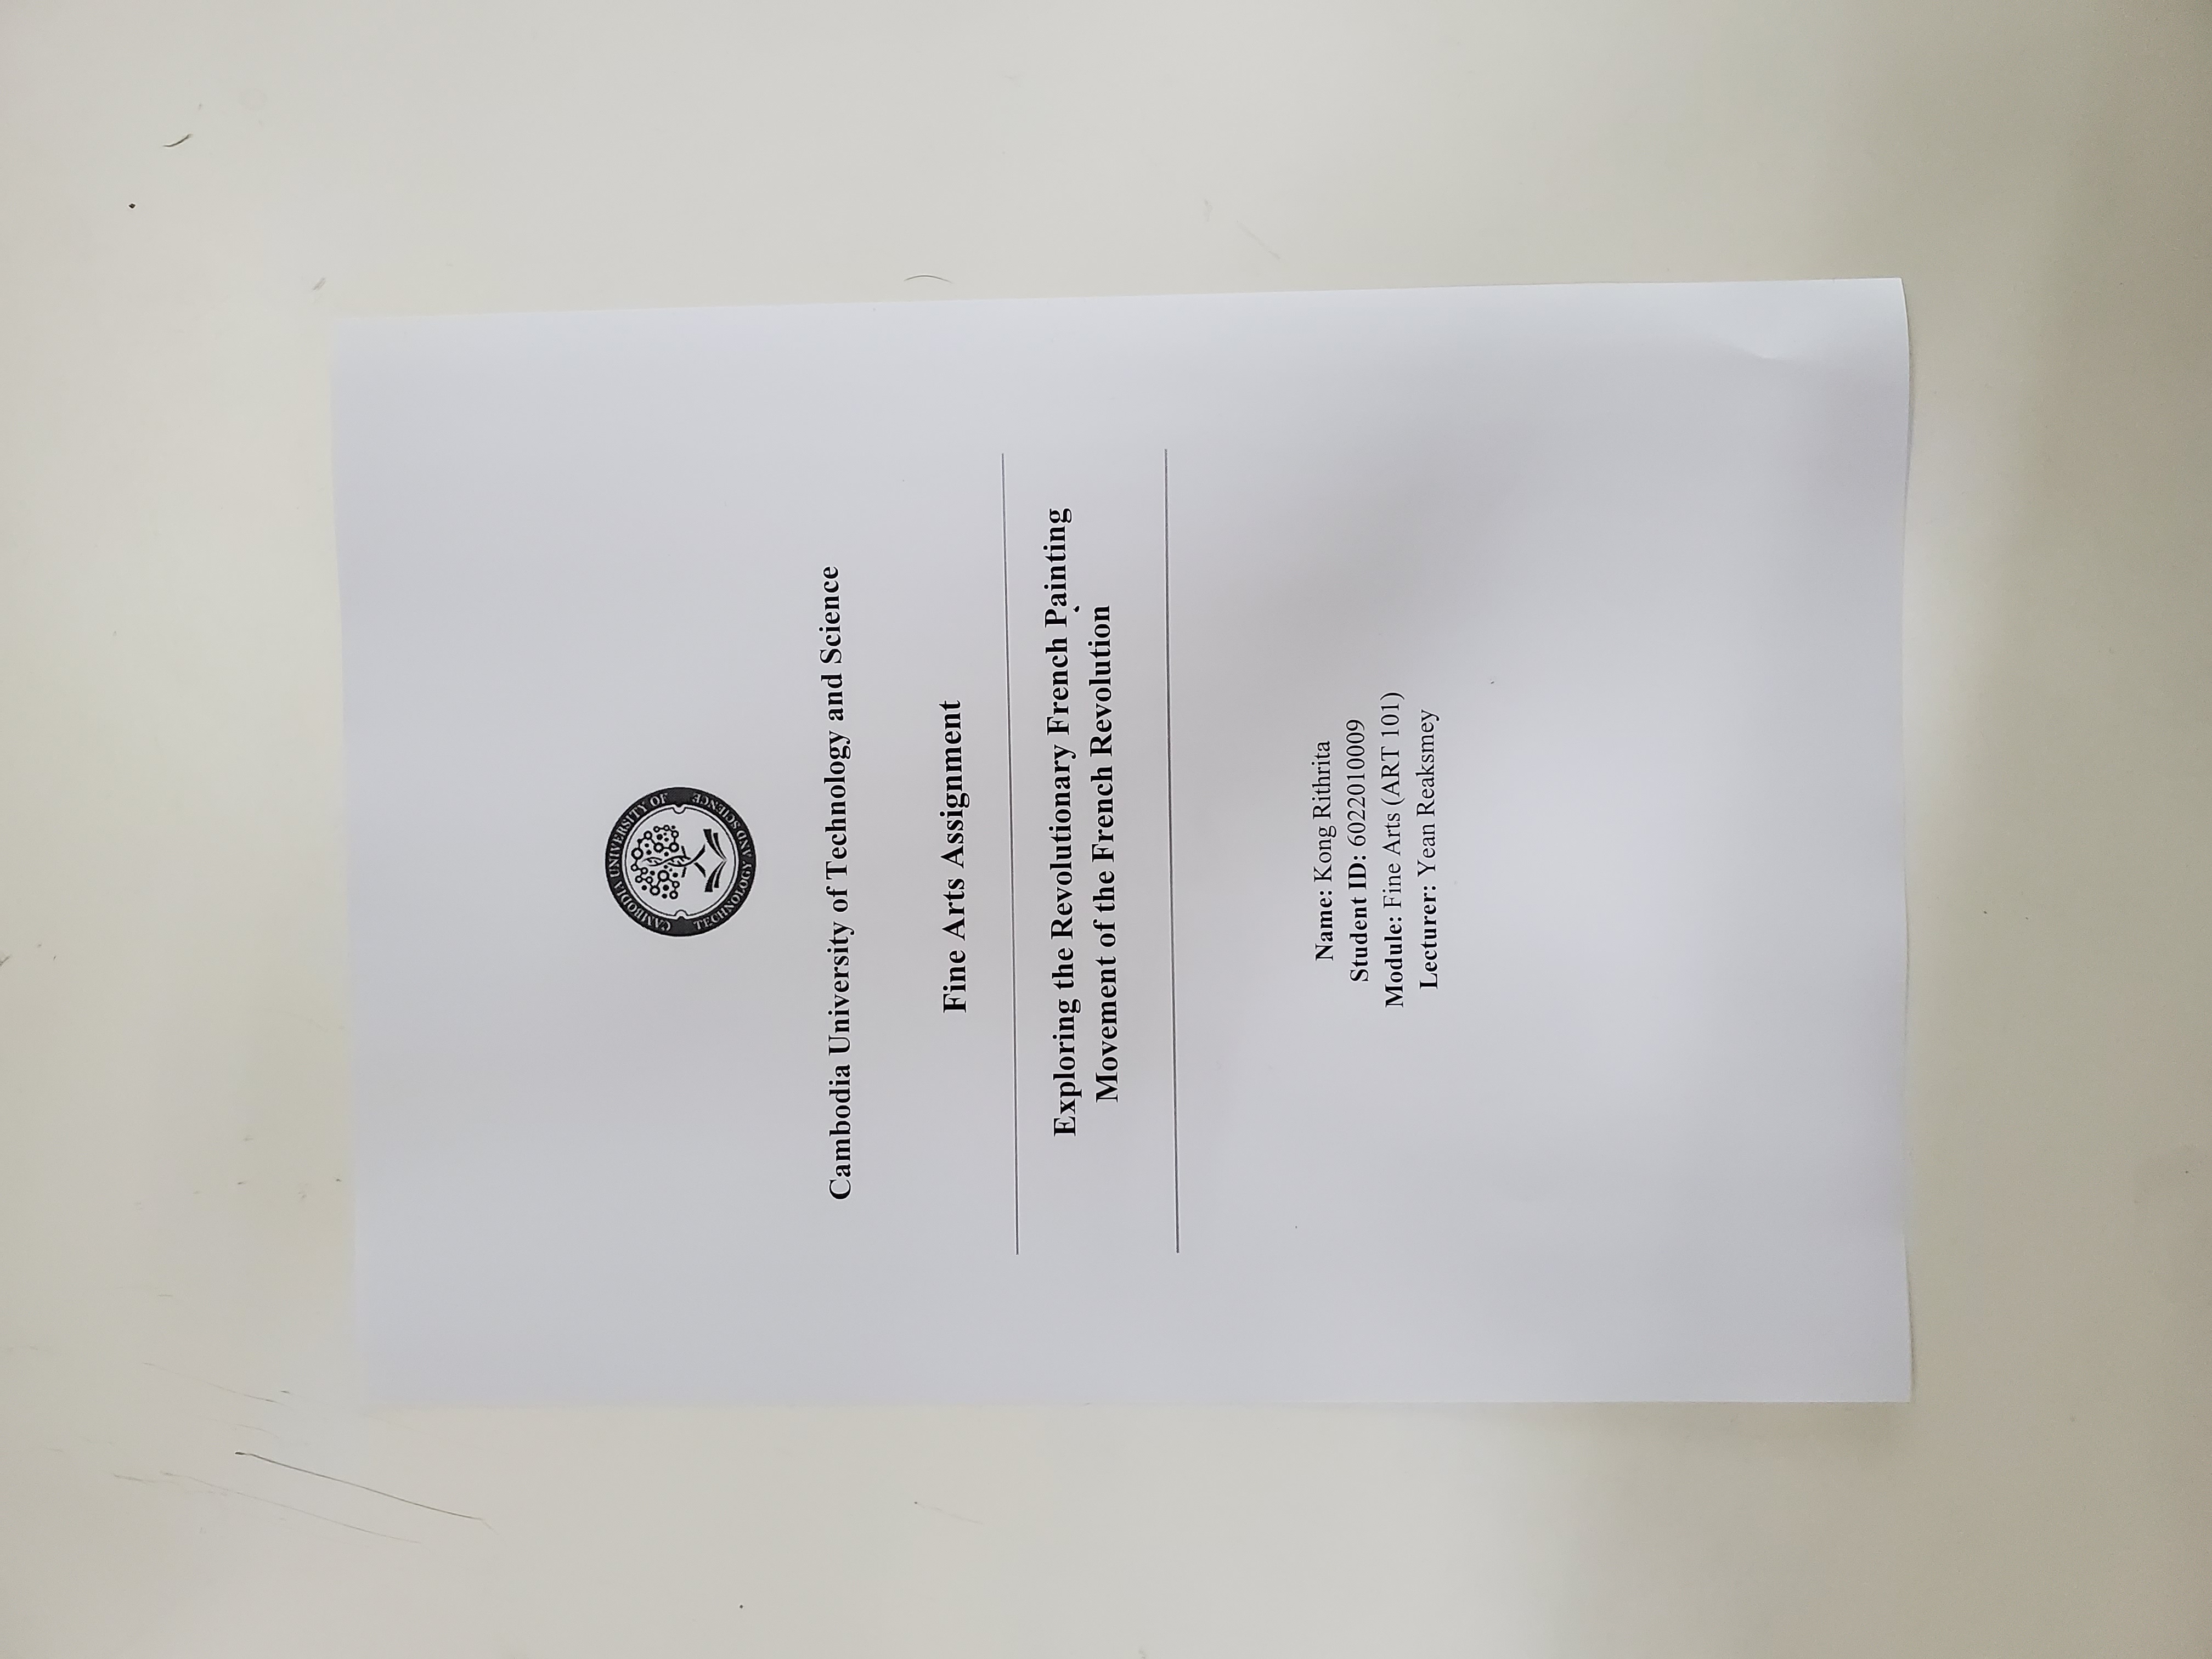 CAMBODIA UNIVERSITY OF
TECHNOLOGY AND SCIENCE
Cambodia University of Technology and Science
Fine Arts Assignment
Exploring the Revolutionary French Painting
Movement of the French Revolution
Name: Kong Rithrita
Student ID: 6022010009
Module: Fine Arts (ART 101)
Lecturer: Yean Reaksmey